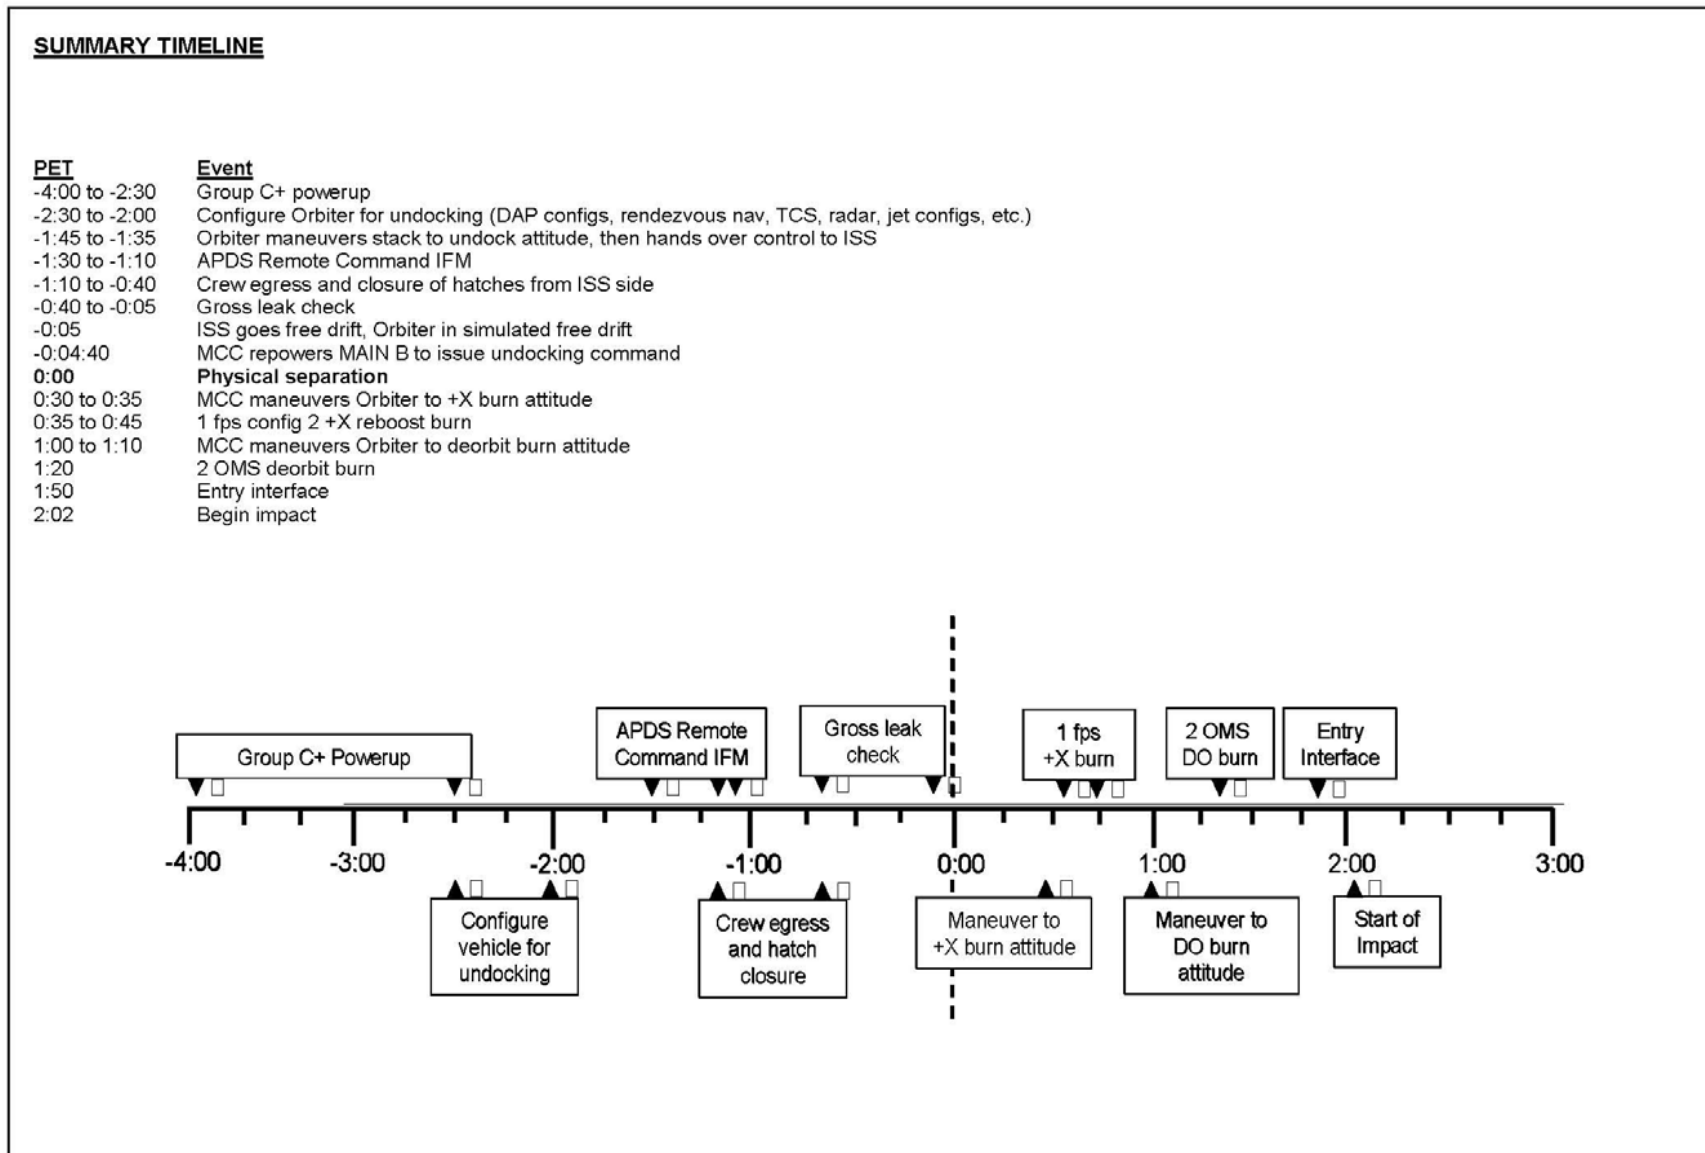 SUMMARY TIMELINE
PET Event
-4:00 to -2:30 Group C+ powerup
-2:30 to -2:00 Configure Orbiter for undocking (DAP configs, rendezvous nav, TCS, radar, jet configs, etc.)
-1:45 to -1:35 Orbiter maneuvers stack to undock attitude, then hands over control to ISS
-1:30 to -1:10 APDS Remote Command IFM
-1:10 to -0:40 Crew egress and closure of hatches from ISS side
-0:40 to -0:05 Gross leak check
-0:05 ISS goes free drift, Orbiter in simulated free drift
-0:04:40 MCC repowers MAIN B to issue undocking command
0:00 Physical separation
0:30 to 0:35 MCC maneuvers Orbiter to +X burn attitude
0:35 to 0:45 1 fps config 2 +X reboost burn
1:00 to 1:10 MCC maneuvers Orbiter to deorbit burn attitude
1:20 2 OMS deorbit burn
1:50 Entry interface
2:02 Begin impact
Group C+ Powerup
APDS Remote
Command IFM
Gross leak
check
1 fps
+X burn
2 OMS
DO burn
Entry
Interface
-4:00 -3:00 -2:00 -1:00 0:00 1:00 2:00 3:00
Configure
vehicle for
undocking
Crew egress
and hatch
closure
Maneuver to
+X burn attitude
Maneuver to
DO burn
attitude
Start of
Impact